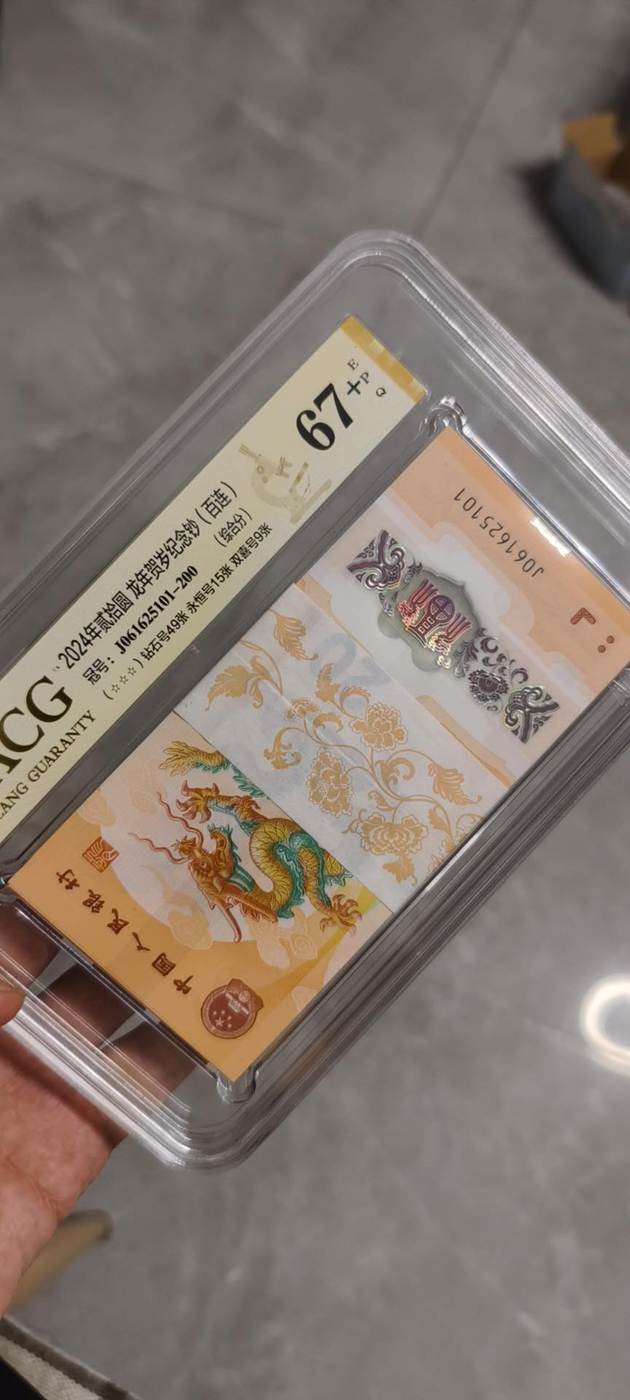 2024年贰拾圆 龙年贺岁纪念钞（百连）
冠号：J061625101-200
（综合分）
（☆☆☆）钻石号49张 永恒号15张 双喜号9张
67+
EPQ
GUARANTY
J061625101
中国人民银行